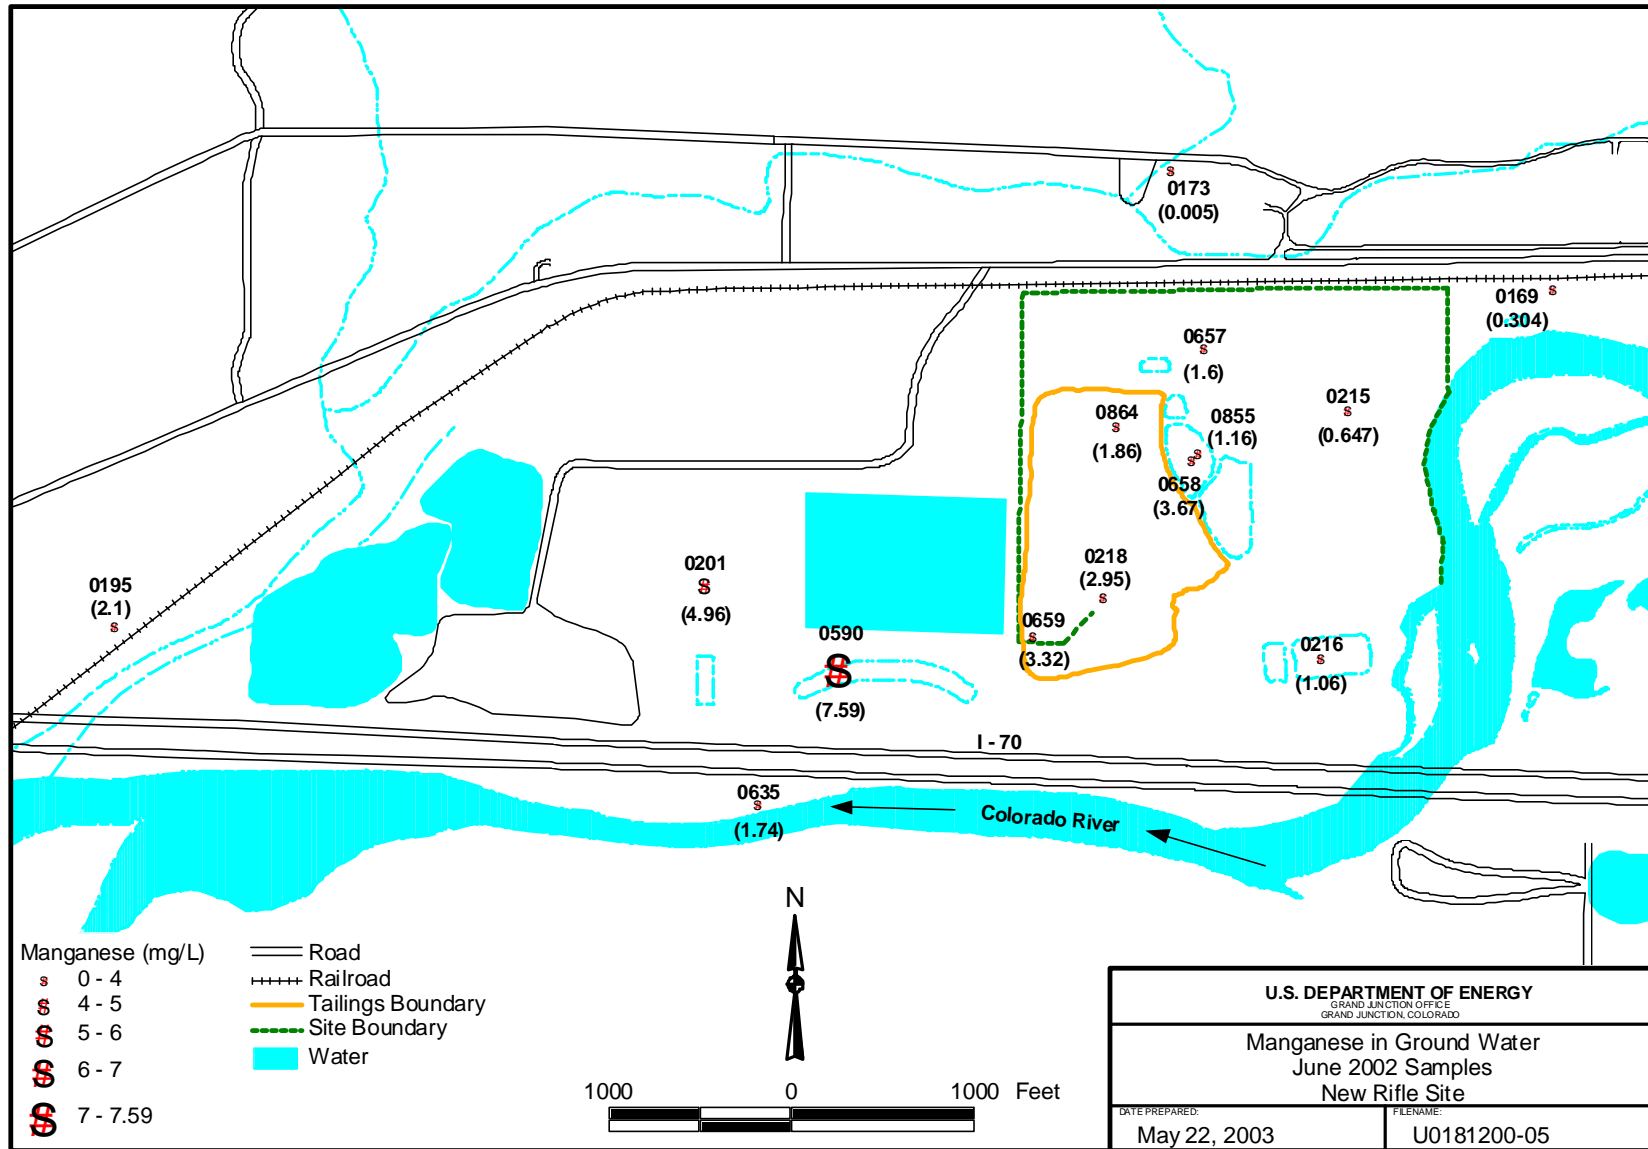 0173
(0.005)
0169
(0.304)
0657
(1.6)
0215
(0.647)
0864
(1.86)
0855
(1.16)
0658
(3.67)
0218
(2.95)
0201
(4.96)
0195
(2.1)
0659
(3.32)
0590
(7.59)
0216
(1.06)
I - 70
0635
(1.74)
Colorado River
N
Manganese (mg/L)
0 - 4
4 - 5
5 - 6
6 - 7
7 - 7.59
Road
Railroad
Tailings Boundary
Site Boundary
Water
1000 0 1000 Feet
U.S. DEPARTMENT OF ENERGY
GRAND JUNCTION OFFICE
GRAND JUNCTION, COLORADO
Manganese in Ground Water
June 2002 Samples
New Rifle Site
DATE PREPARED:
May 22, 2003
FILENAME:
U0181200-05